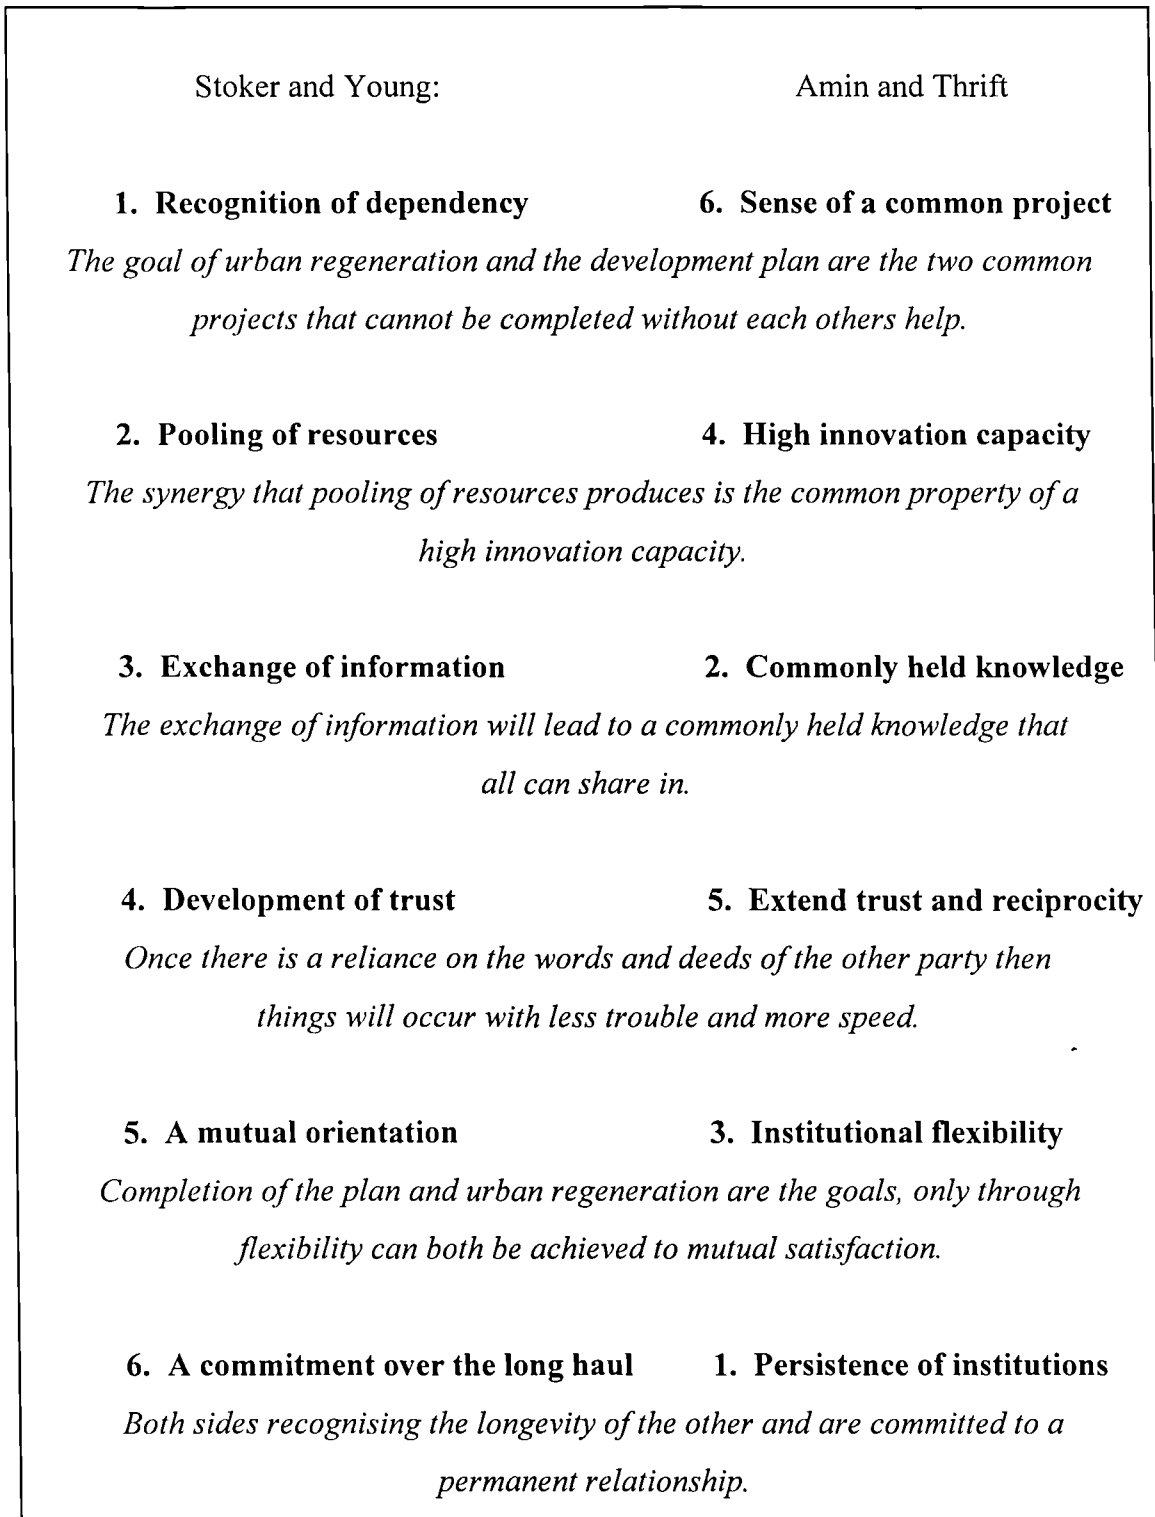 Stoker and Young: Amin and Thrift
1. Recognition of dependency 6. Sense of a common project
The goal of urban regeneration and the development plan are the two common
projects that cannot be completed without each others help.
2. Pooling of resources 4. High innovation capacity
The synergy that pooling of resources produces is the common property of a
high innovation capacity.
3. Exchange of information 2. Commonly held knowledge
The exchange of information will lead to a commonly held knowledge that
all can share in.
4. Development of trust 5. Extend trust and reciprocity
Once there is a reliance on the words and deeds of the other party then
things will occur with less trouble and more speed.
5. A mutual orientation 3. Institutional flexibility
Completion of the plan and urban regeneration are the goals, only through
flexibility can both be achieved to mutual satisfaction.
6. A commitment over the long haul 1. Persistence of institutions
Both sides recognising the longevity of the other and are committed to a
permanent relationship.